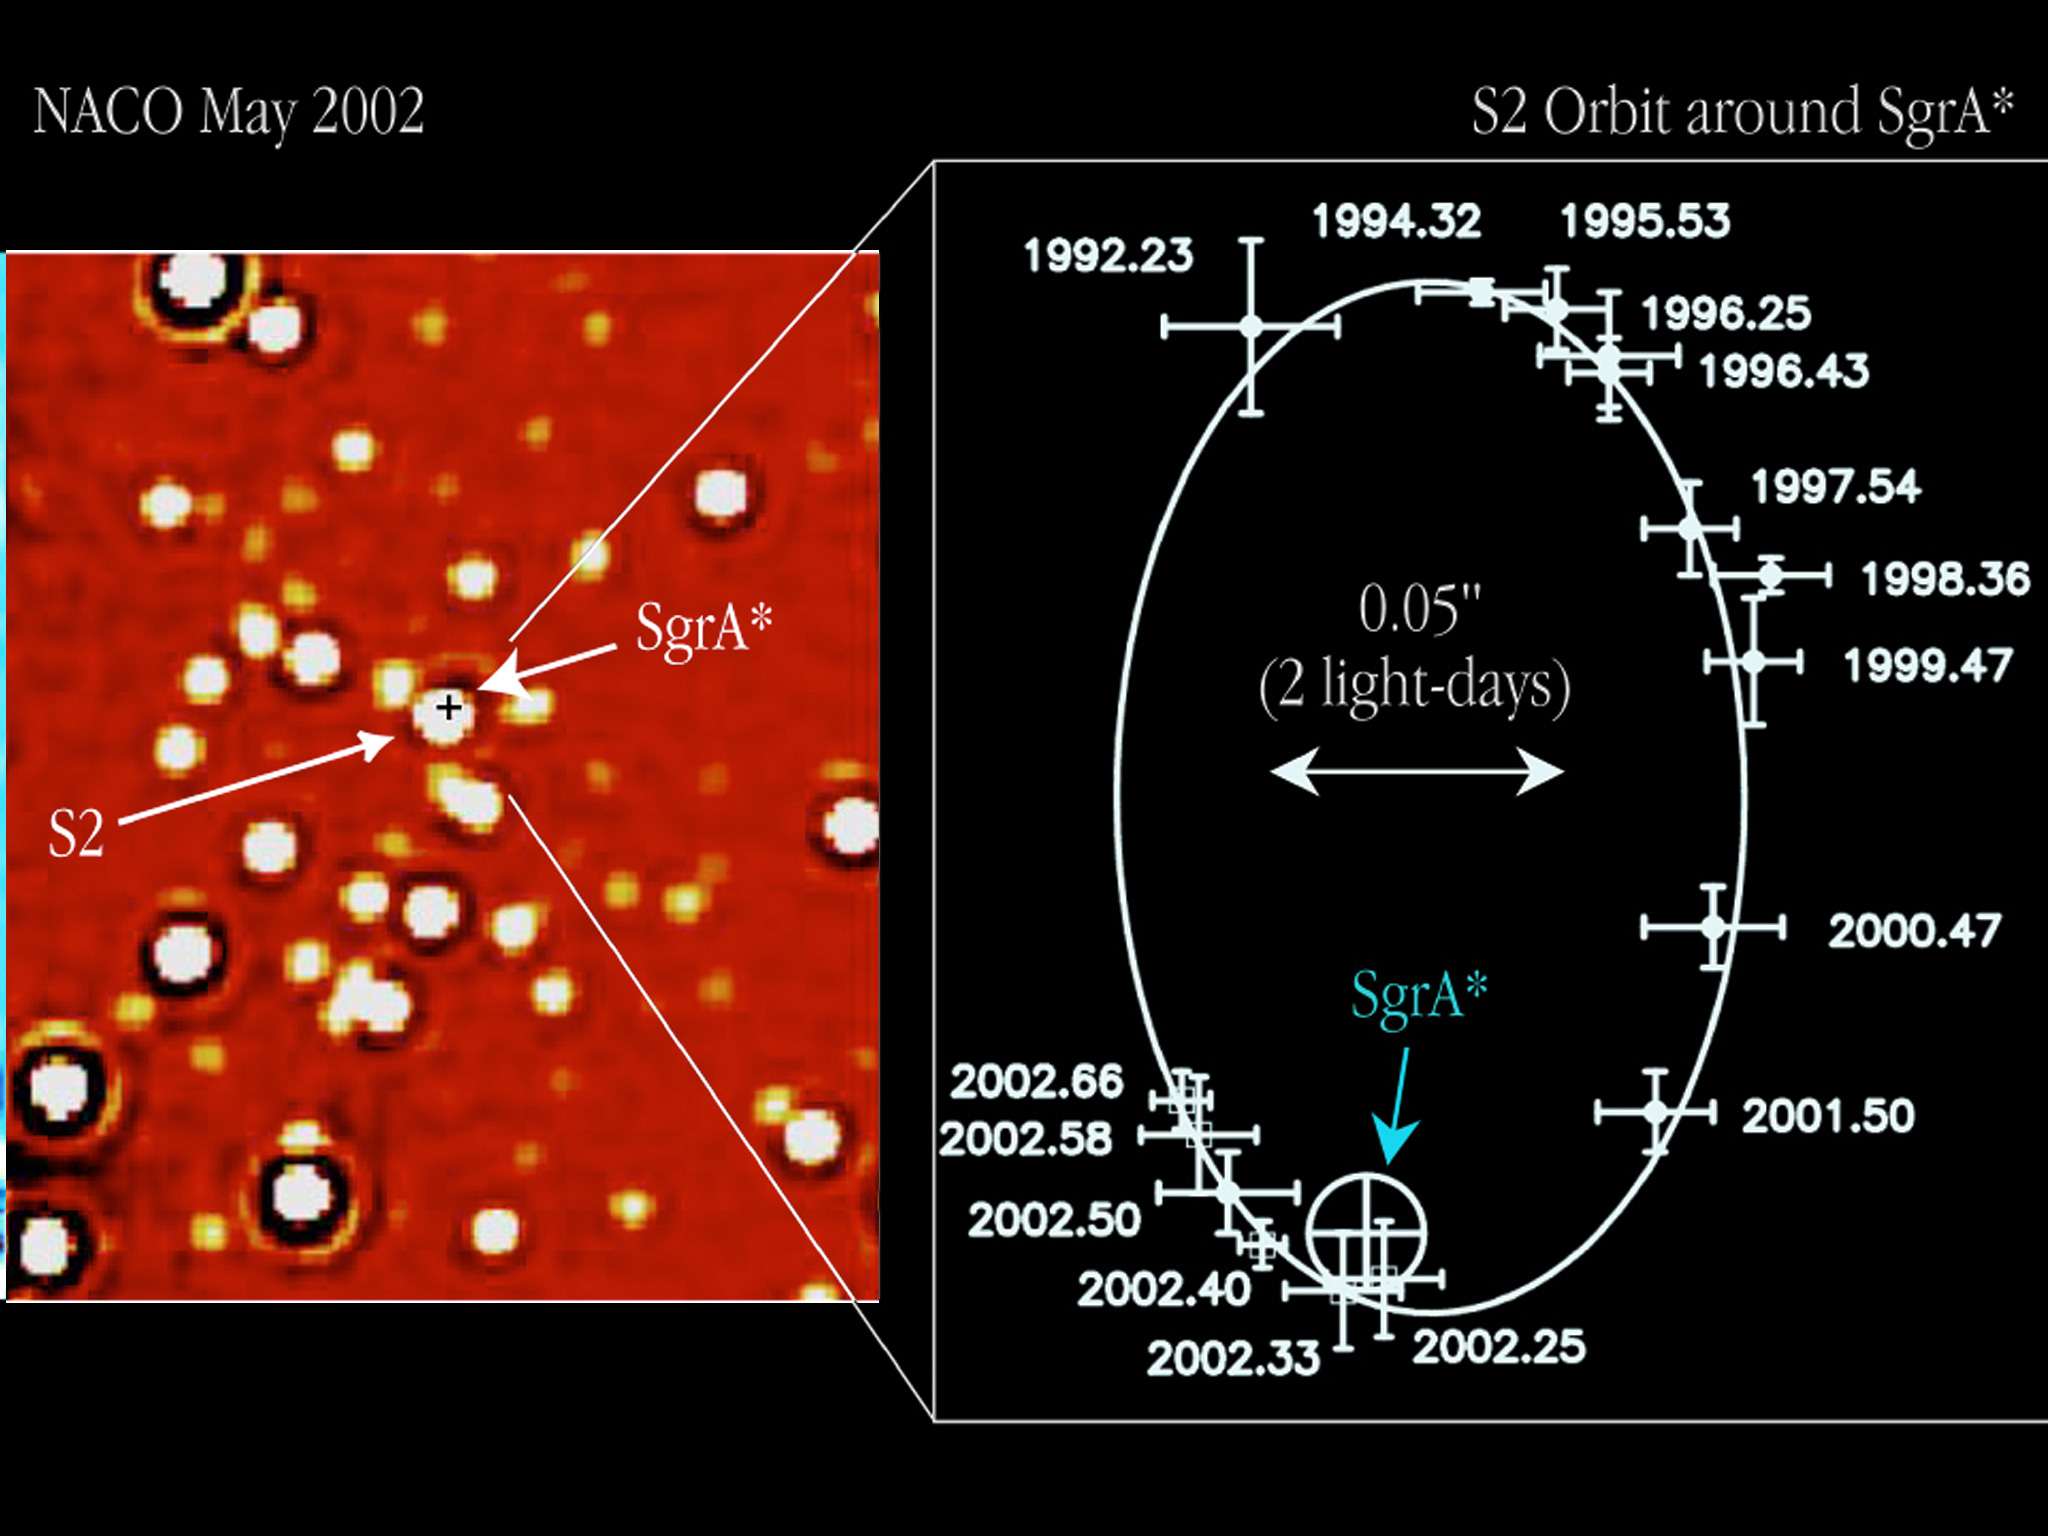 NACO May 2002
S2 Orbit around SgrA*
SgrA*
S2
1992.23
1994.32
1995.53
1996.25
1996.43
1997.54
1998.36
1999.47
0.05"
(2 light-days)
2000.47
SgrA*
2001.50
2002.66
2002.58
2002.50
2002.40
2002.33
2002.25